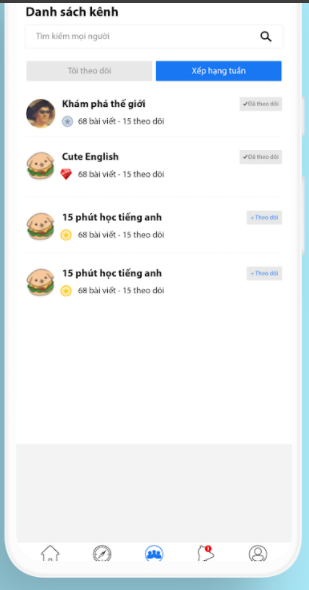 Danh sách kênh
Tìm kiếm mọi người
Tôi theo dõi
Xếp hạng tuần
Khám phá thế giới
✔Đã theo dõi
68 bài viết - 15 theo dõi
Cute English
✔Đã theo dõi
68 bài viết - 15 theo dõi
15 phút học tiếng anh
+ Theo dõi
68 bài viết - 15 theo dõi
15 phút học tiếng anh
+ Theo dõi
68 bài viết - 15 theo dõi